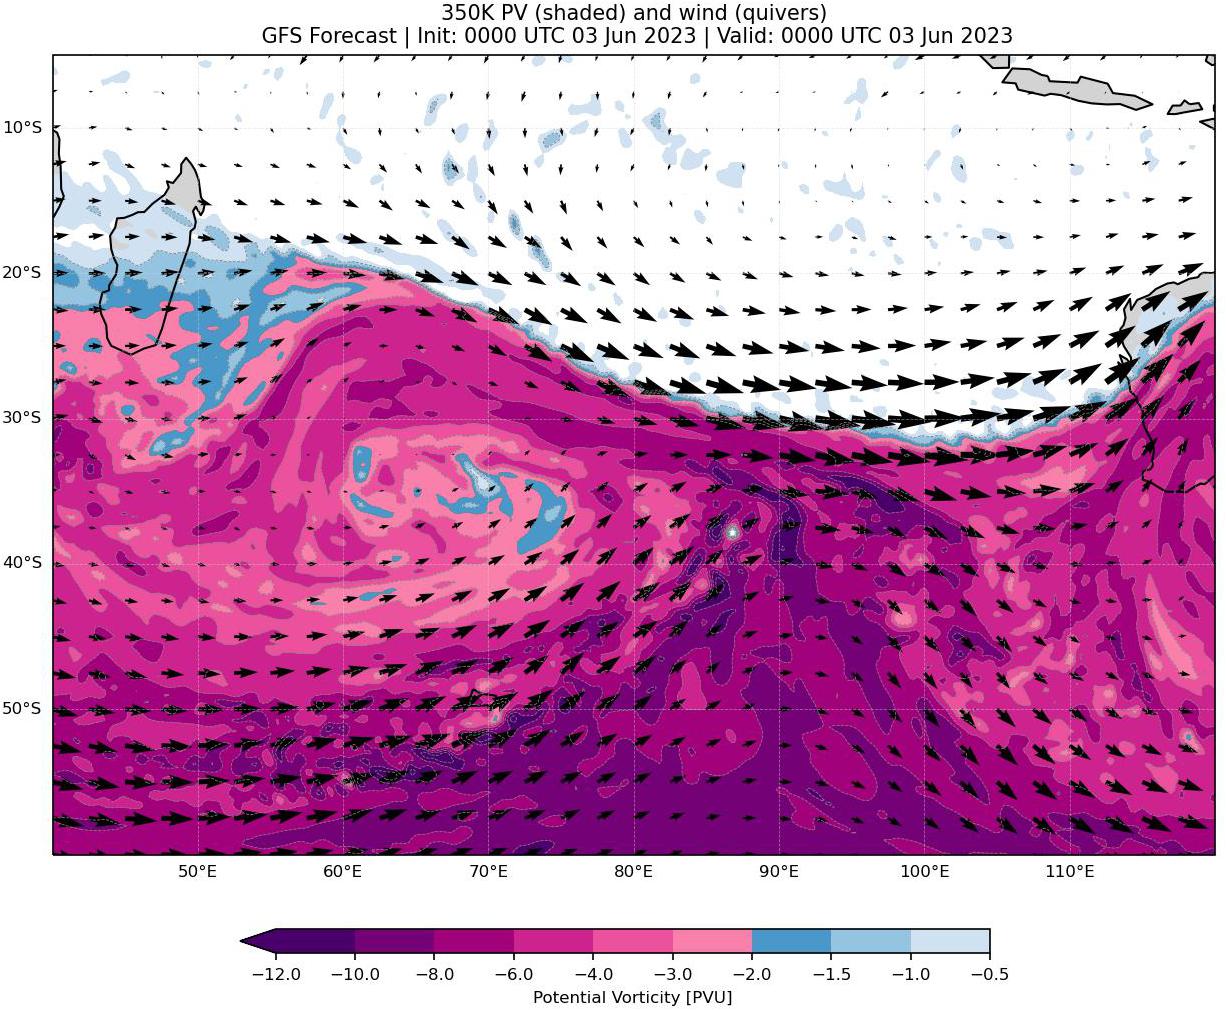 350K PV (shaded) and wind (quivers)
GFS Forecast | Init: 0000 UTC 03 Jun 2023 | Valid: 0000 UTC 03 Jun 2023
10°S
20°S
30°S
40°S
50°S
50°E 60°E 70°E 80°E 90°E 100°E 110°E
−12.0 −10.0 −8.0 −6.0 −4.0 −3.0 −2.0 −1.5 −1.0 −0.5
Potential Vorticity [PVU]